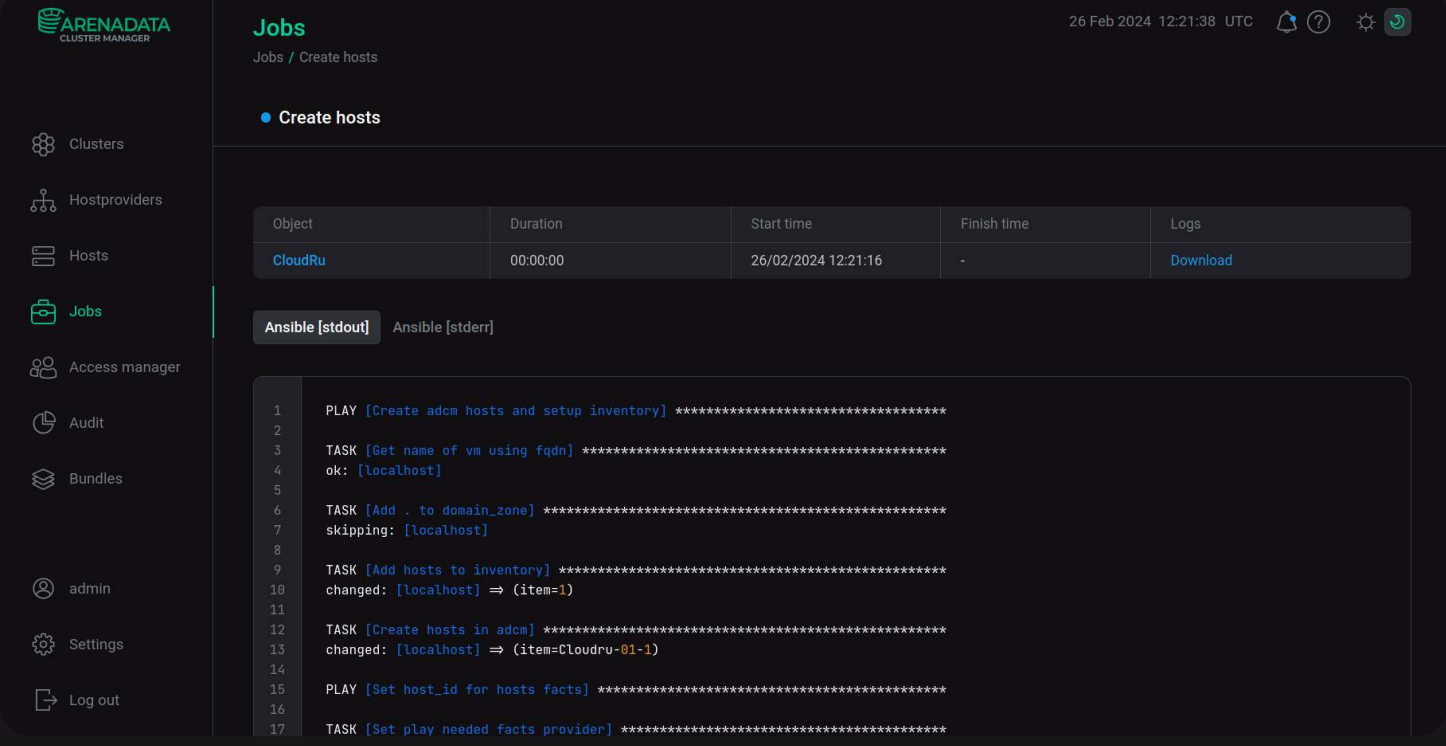 ARENADATA
CLUSTER MANAGER
Jobs
26 Feb 2024 12:21:38 UTC
Jobs / Create hosts
Create hosts
Clusters
Hostproviders
Hosts
Jobs
Access manager
Audit
Bundles
admin
Settings
Log out
Object Duration Start time Finish time Logs
CloudRu 00:00:00 26/02/2024 12:21:16 - Download
Ansible [stdout] Ansible [stderr]
1 PLAY [Create adcm hosts and setup inventory] ***********************************
2
3 TASK [Get name of vm using fqdn] ***********************************************
4 ok: [localhost]
5
6 TASK [Add . to domain_zone] ****************************************************
7 skipping: [localhost]
8
9 TASK [Add hosts to inventory] **************************************************
10 changed: [localhost] => (item=1)
11
12 TASK [Create hosts in adcm] ****************************************************
13 changed: [localhost] => (item=Cloudru-01-1)
14
15 PLAY [Set host_id for hosts facts] *********************************************
16
17 TASK [Set play needed facts provider] ******************************************